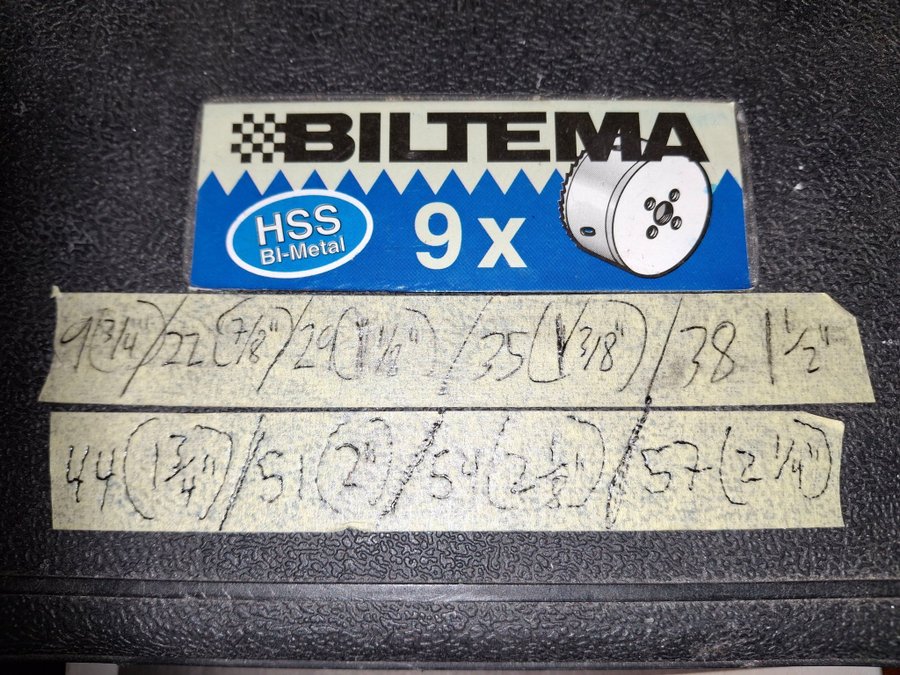 BILTEMA
HSS
BI-Metal
9 x
9(3/4")/22(7/8")/29(1 1/8")/35(1 3/8")/38 1 1/2"
44(1 3/4")/51(2")/54(2 1/8")/57(2 1/4")